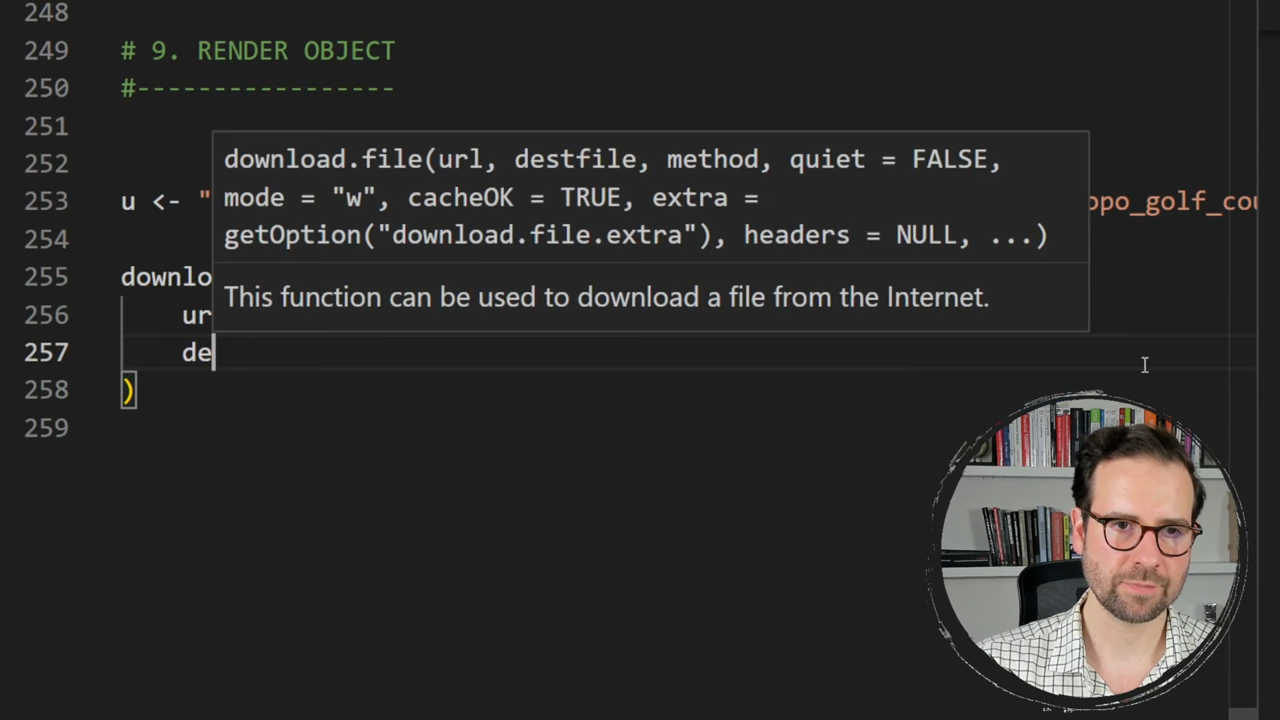 248
249 # 9. RENDER OBJECT
250 #-----------------
251
download.file(url, destfile, method, quiet = FALSE,
252
mode = "w", cacheOK = TRUE, extra =
253 u <- " opo_golf_cou
getOption("download.file.extra"), headers = NULL, ...)
254
255 downlo
This function can be used to download a file from the Internet.
256 ur
257 de
258 )
259